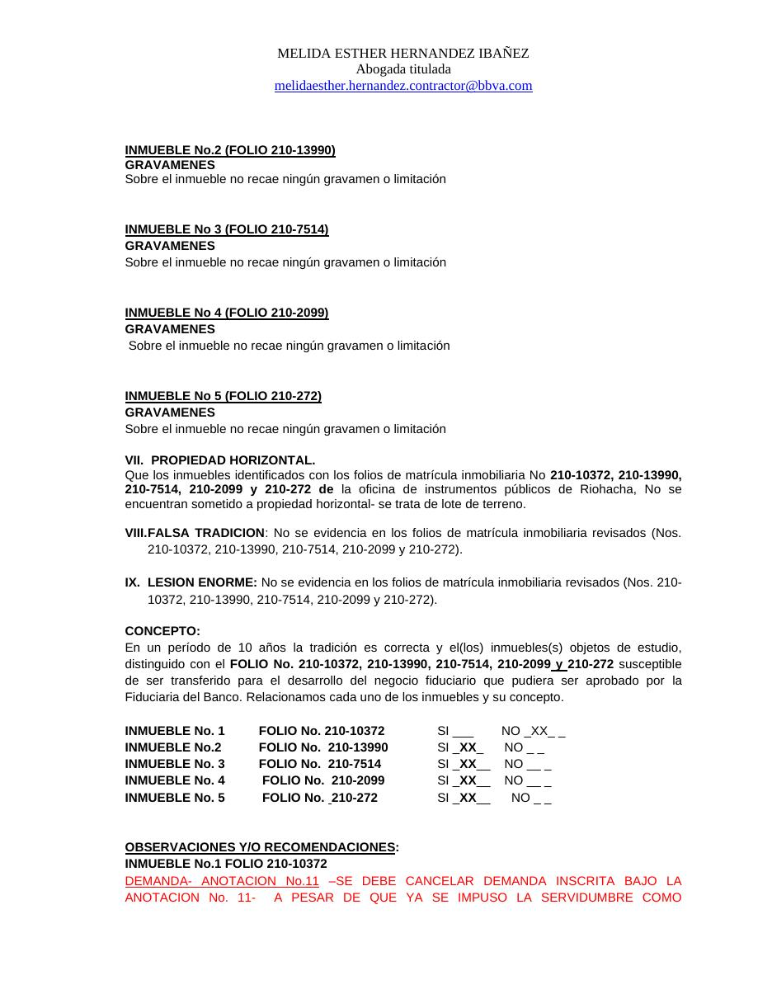 MELIDA ESTHER HERNANDEZ IBAÑEZ
Abogada titulada
melidaesther.hernandez.contractor@bbva.com
INMUEBLE No.2 (FOLIO 210-13990)
GRAVAMENES
Sobre el inmueble no recae ningún gravamen o limitación
INMUEBLE No 3 (FOLIO 210-7514)
GRAVAMENES
Sobre el inmueble no recae ningún gravamen o limitación
INMUEBLE No 4 (FOLIO 210-2099)
GRAVAMENES
Sobre el inmueble no recae ningún gravamen o limitación
INMUEBLE No 5 (FOLIO 210-272)
GRAVAMENES
Sobre el inmueble no recae ningún gravamen o limitación
VII. PROPIEDAD HORIZONTAL.
Que los inmuebles identificados con los folios de matrícula inmobiliaria No 210-10372, 210-13990,
210-7514, 210-2099 y 210-272 de la oficina de instrumentos públicos de Riohacha, No se
encuentran sometido a propiedad horizontal- se trata de lote de terreno.
VIII.FALSA TRADICION: No se evidencia en los folios de matrícula inmobiliaria revisados (Nos.
210-10372, 210-13990, 210-7514, 210-2099 y 210-272).
IX. LESION ENORME: No se evidencia en los folios de matrícula inmobiliaria revisados (Nos. 210-
10372, 210-13990, 210-7514, 210-2099 y 210-272).
CONCEPTO:
En un período de 10 años la tradición es correcta y el(los) inmuebles(s) objetos de estudio,
distinguido con el FOLIO No. 210-10372, 210-13990, 210-7514, 210-2099 y 210-272 susceptible
de ser transferido para el desarrollo del negocio fiduciario que pudiera ser aprobado por la
Fiduciaria del Banco. Relacionamos cada uno de los inmuebles y su concepto.
INMUEBLE No. 1 FOLIO No. 210-10372 SI ___ NO _XX_ _
INMUEBLE No.2 FOLIO No. 210-13990 SI _XX_ NO _ _
INMUEBLE No. 3 FOLIO No. 210-7514 SI _XX__ NO __ _
INMUEBLE No. 4 FOLIO No. 210-2099 SI _XX__ NO __ _
INMUEBLE No. 5 FOLIO No. 210-272 SI _XX__ NO _ _
OBSERVACIONES Y/O RECOMENDACIONES:
INMUEBLE No.1 FOLIO 210-10372
DEMANDA- ANOTACION No.11 –SE DEBE CANCELAR DEMANDA INSCRITA BAJO LA
ANOTACION No. 11- A PESAR DE QUE YA SE IMPUSO LA SERVIDUMBRE COMO